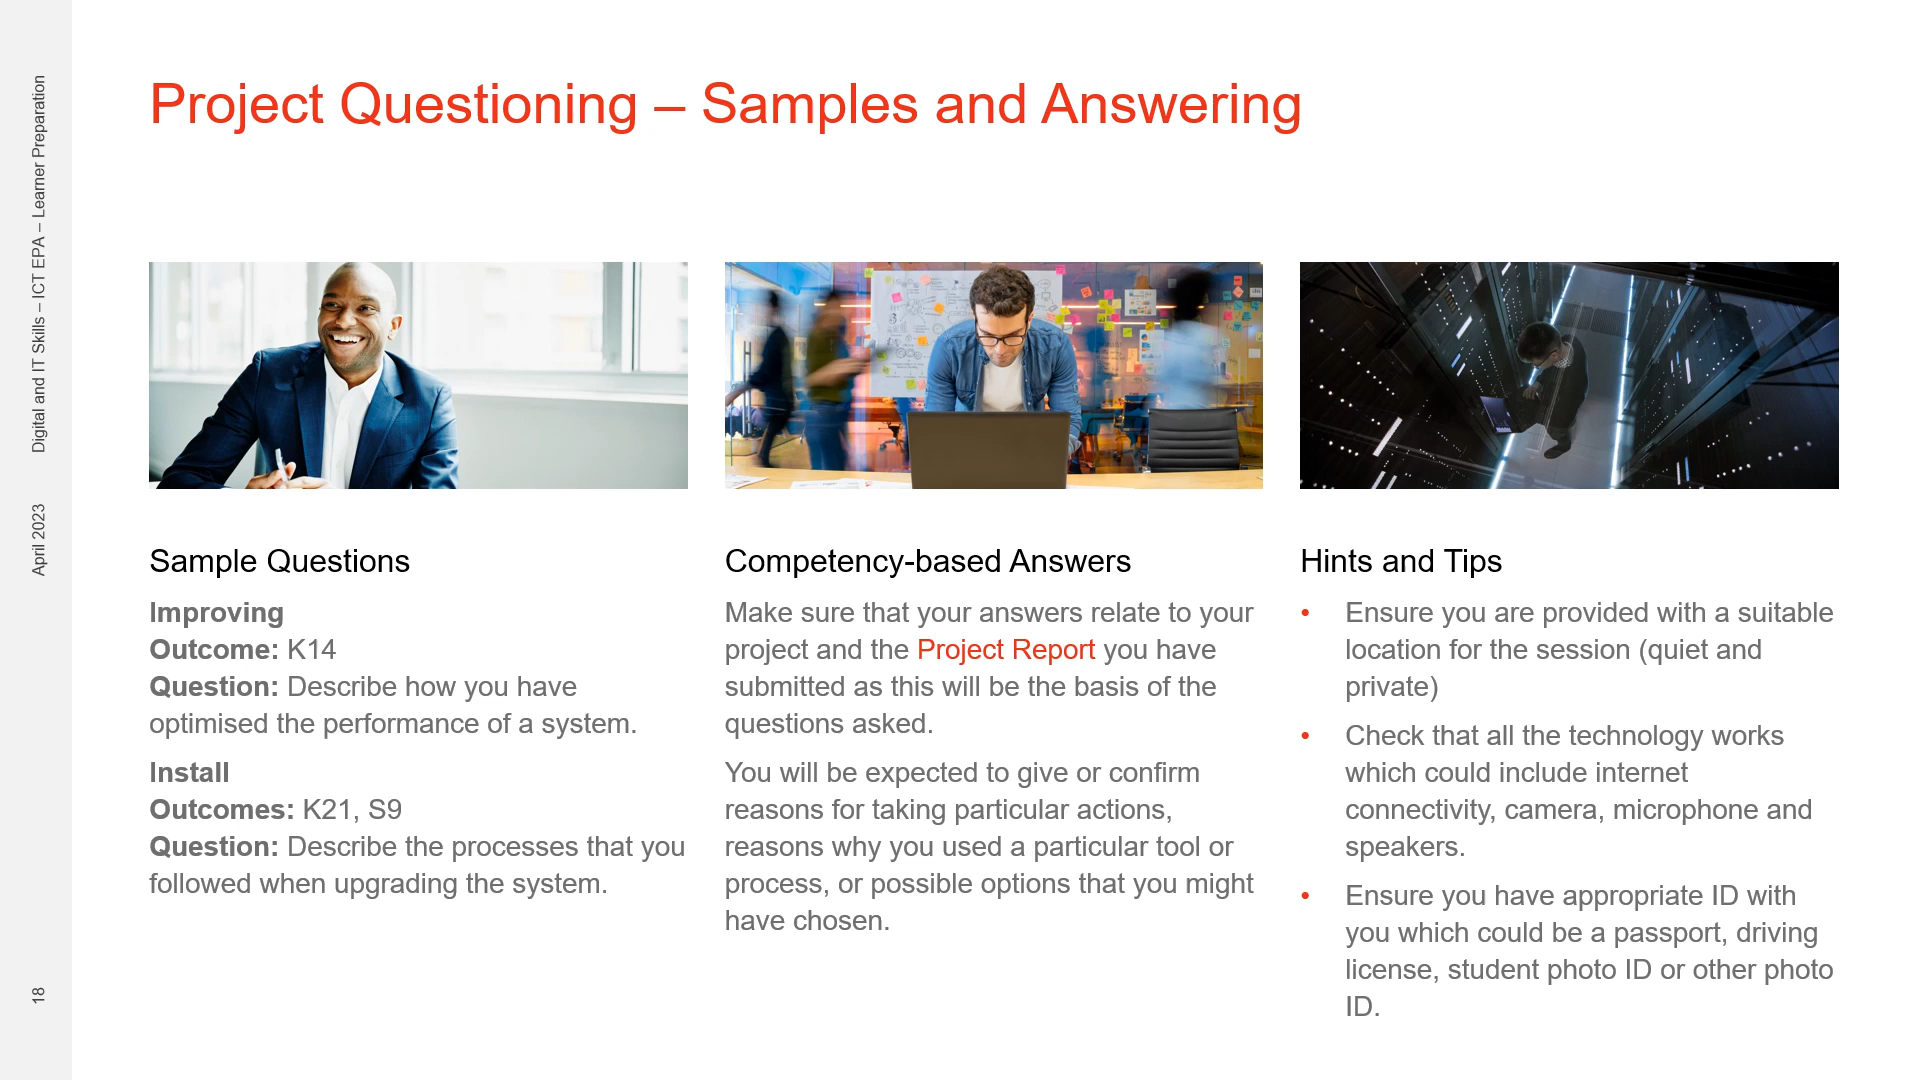 Project Questioning – Samples and Answering
Sample Questions
Improving
Outcome: K14
Question: Describe how you have
optimised the performance of a system.
Install
Outcomes: K21, S9
Question: Describe the processes that you
followed when upgrading the system.
Competency-based Answers
Make sure that your answers relate to your
project and the Project Report you have
submitted as this will be the basis of the
questions asked.
You will be expected to give or confirm
reasons for taking particular actions,
reasons why you used a particular tool or
process, or possible options that you might
have chosen.
Hints and Tips
• Ensure you are provided with a suitable
location for the session (quiet and
private)
• Check that all the technology works
which could include internet
connectivity, camera, microphone and
speakers.
• Ensure you have appropriate ID with
you which could be a passport, driving
license, student photo ID or other photo
ID.
Digital and IT Skills – ICT EPA – Learner Preparation
April 2023
18